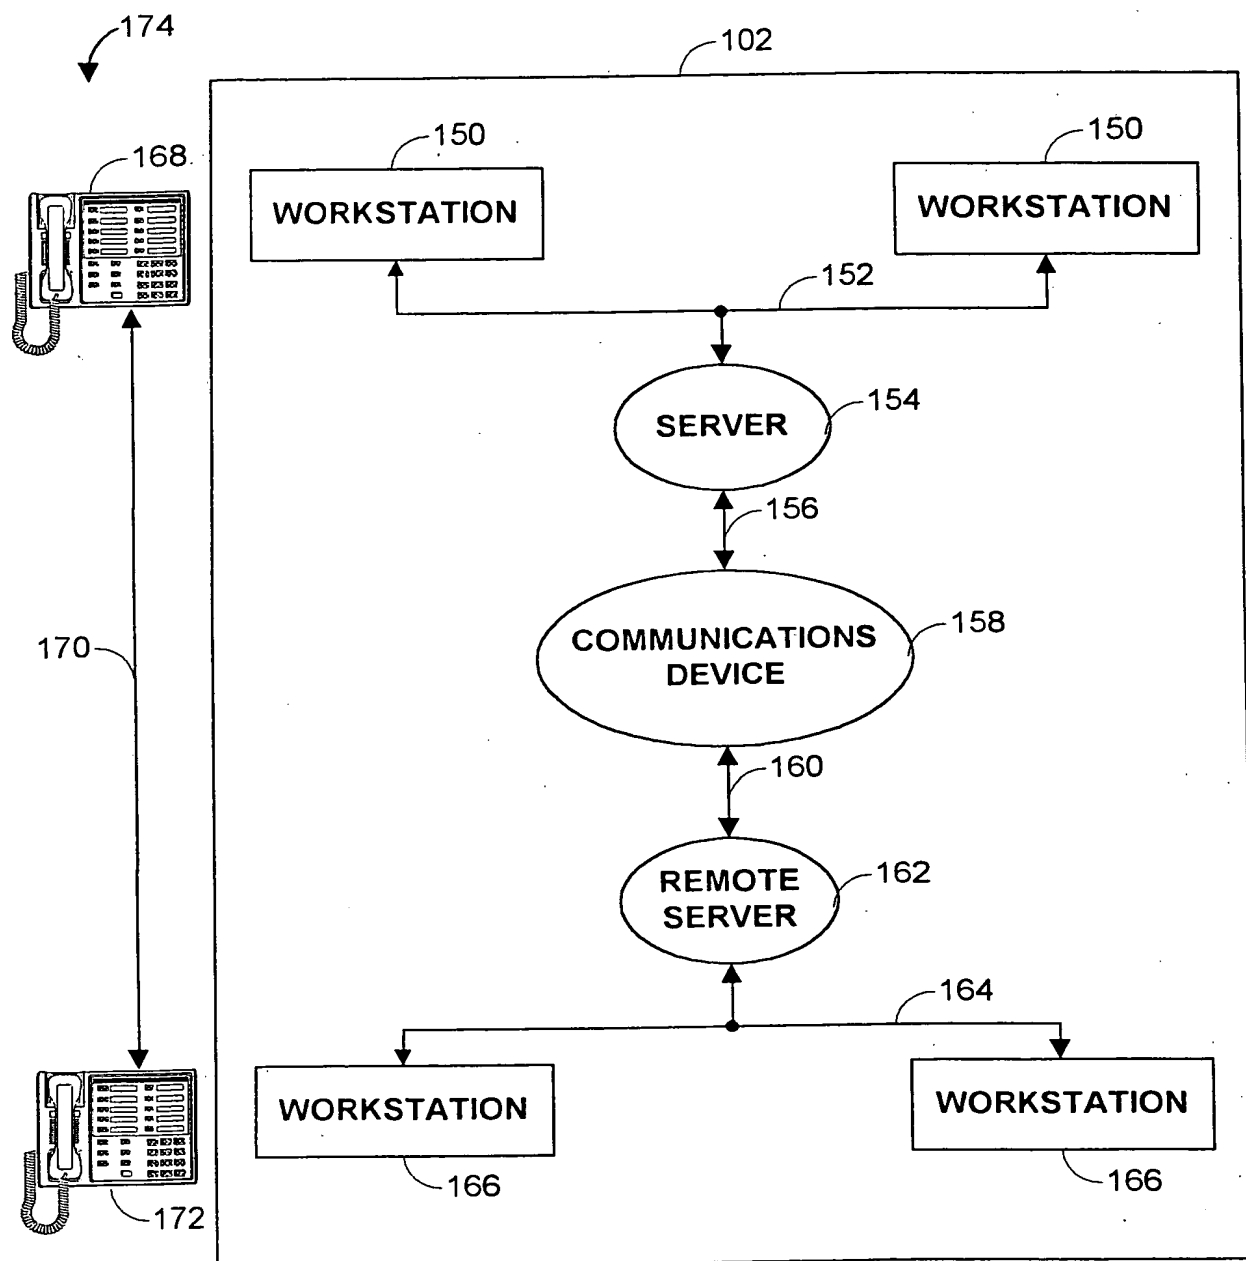 174
102
150
150
168
WORKSTATION
WORKSTATION
152
154
SERVER
156
COMMUNICATIONS
DEVICE
158
170
160
REMOTE
SERVER
162
164
WORKSTATION
WORKSTATION
166
166
172